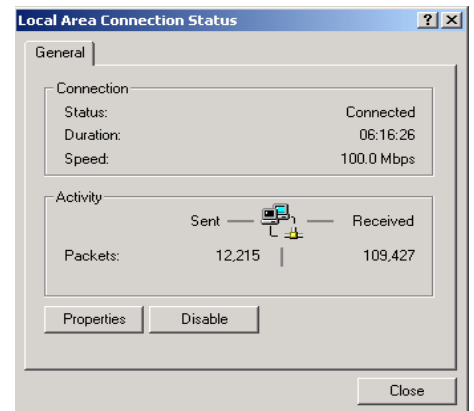 Local Area Connection Status
General
Connection
Status: Connected
Duration: 06:16:26
Speed: 100.0 Mbps
Activity
Sent Received
Packets: 12,215 109,427
Properties Disable
Close